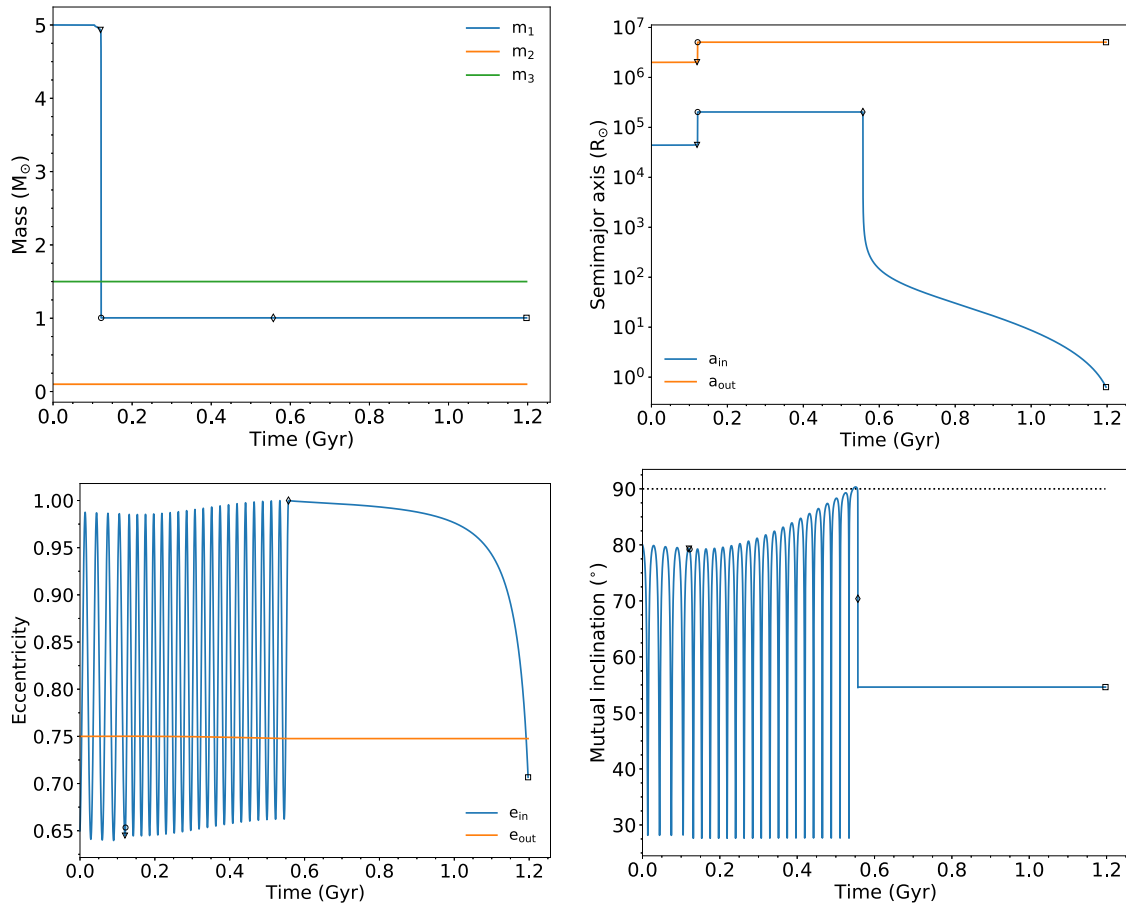 Mass (M⊙)
5
4
3
2
1
0
m₁
m₂
m₃
0.0 0.2 0.4 0.6 0.8 1.0 1.2
Time (Gyr)
Semimajor axis (R⊙)
10⁷
10⁶
10⁵
10⁴
10³
10²
10¹
10⁰
a_in
a_out
0.0 0.2 0.4 0.6 0.8 1.0 1.2
Time (Gyr)
Eccentricity
1.00
0.95
0.90
0.85
0.80
0.75
0.70
0.65
e_in
e_out
0.0 0.2 0.4 0.6 0.8 1.0 1.2
Time (Gyr)
Mutual inclination (°)
90
80
70
60
50
40
30
0.0 0.2 0.4 0.6 0.8 1.0 1.2
Time (Gyr)